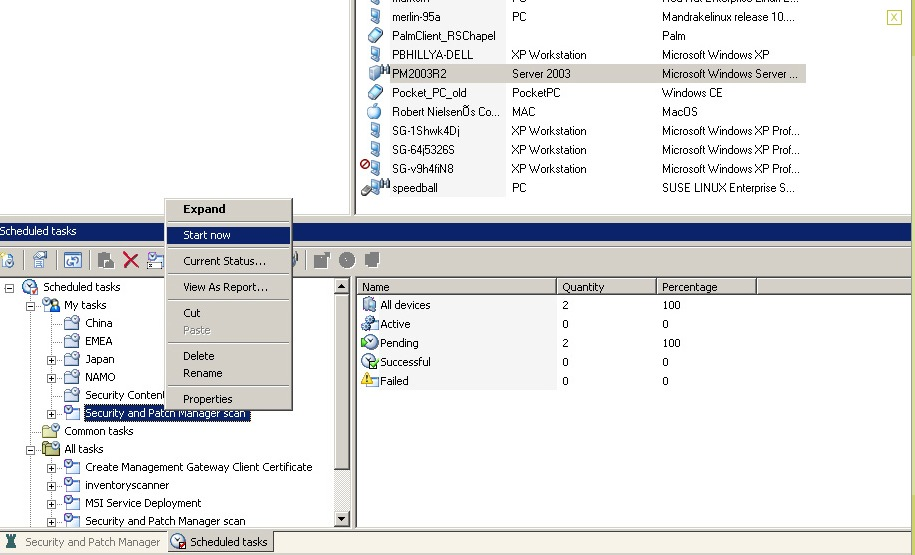 merlin-95a PC Mandrakelinux release 10....
PalmClient_RSChapel Palm
PBHILLYA-DELL XP Workstation Microsoft Windows XP
PM2003R2 Server 2003 Microsoft Windows Server ...
Pocket_PC_old PocketPC Windows CE
Robert NielsenÕs Co... MAC MacOS
SG-1Shwk4Dj XP Workstation Microsoft Windows XP Prof...
SG-64j5326S XP Workstation Microsoft Windows XP Prof...
SG-v9h4fiN8 XP Workstation Microsoft Windows XP Prof...
speedball PC SUSE LINUX Enterprise S...
Scheduled tasks
Expand
Start now
Current Status...
View As Report...
Cut
Paste
Delete
Rename
Properties
Scheduled tasks
My tasks
China
EMEA
Japan
NAMO
Security Conten
Security and Patch Manager scan
Common tasks
All tasks
Create Management Gateway Client Certificate
inventoryscanner
MSI Service Deployment
Security and Patch Manager scan
Name Quantity Percentage
All devices 2 100
Active 0 0
Pending 2 100
Successful 0 0
Failed 0 0
Security and Patch Manager Scheduled tasks